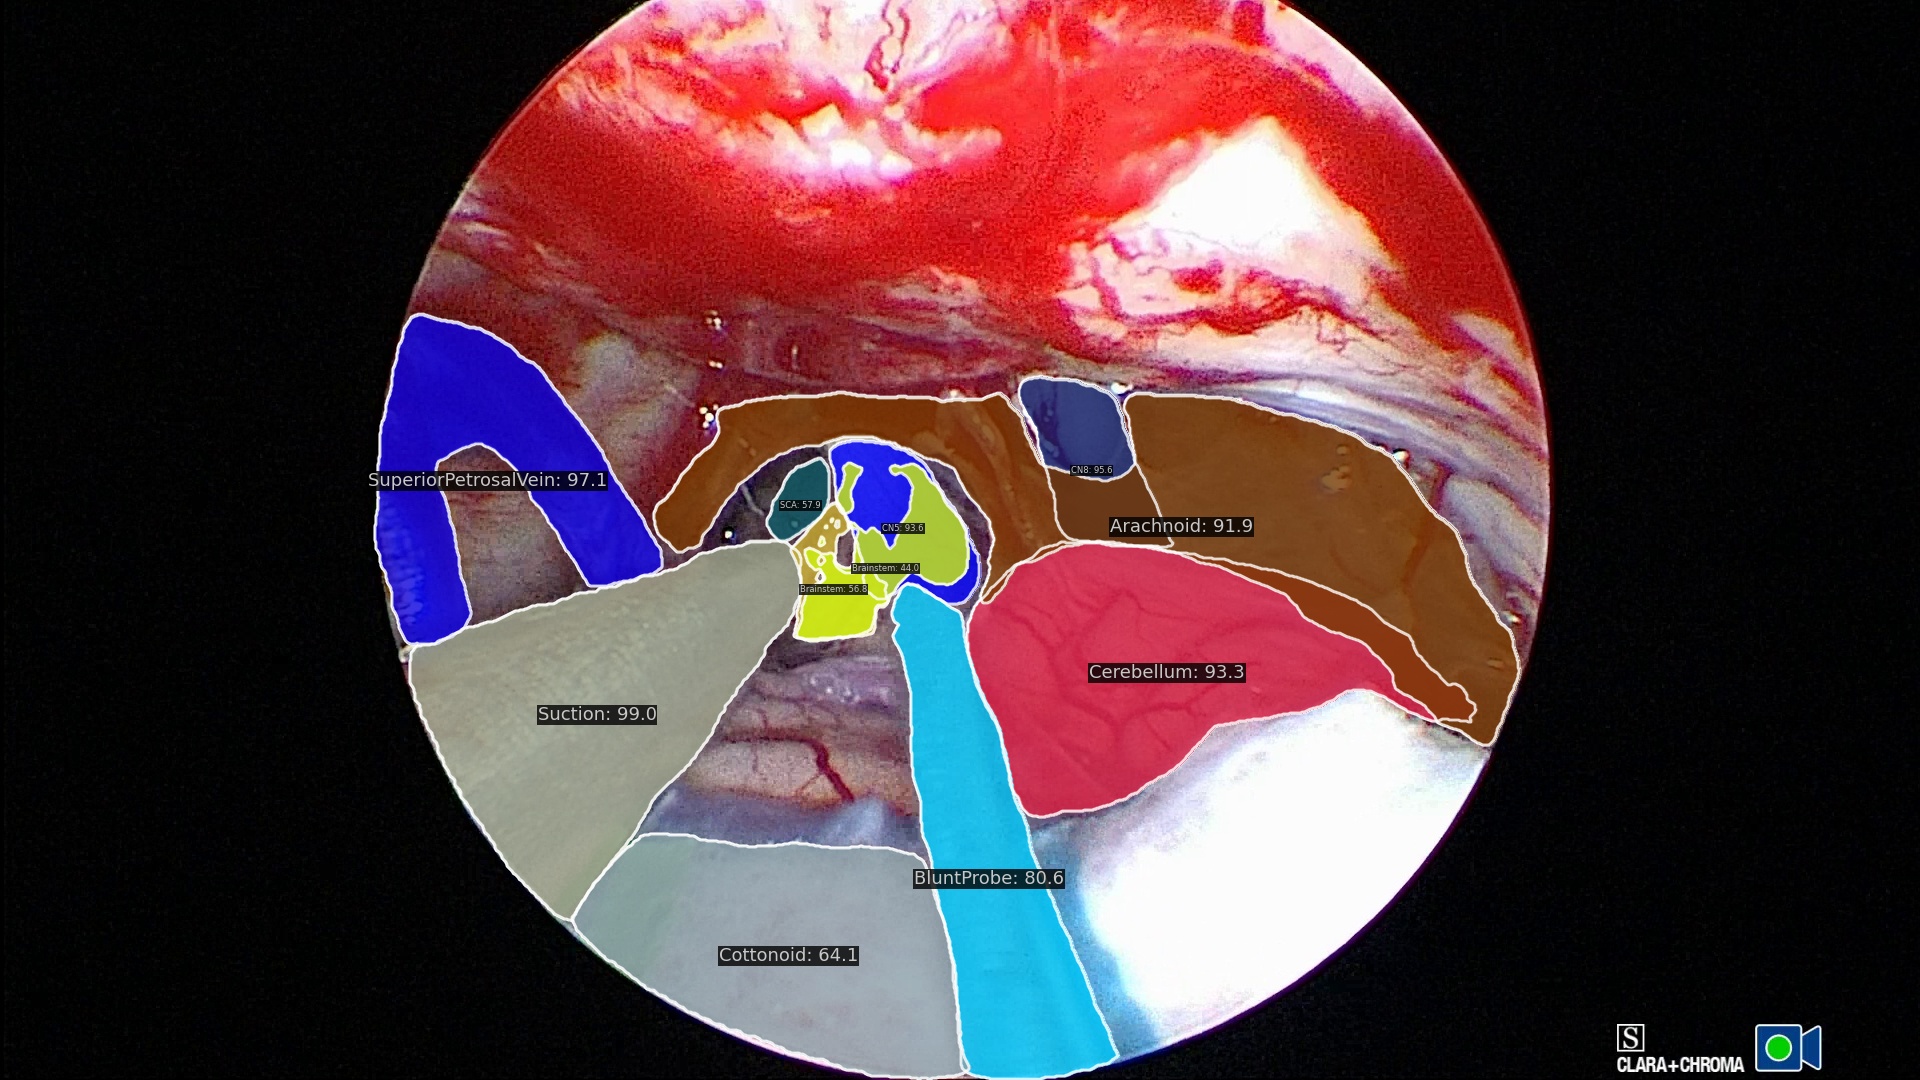 CN8: 95.6
SuperiorPetrosalVein: 97.1
SCA: 57.9
CN5: 93.6
Arachnoid: 91.9
Brainstem: 44.0
Brainstem: 56.8
Cerebellum: 93.3
Suction: 99.0
BluntProbe: 80.6
Cottonoid: 64.1
S
CLARA+CHROMA